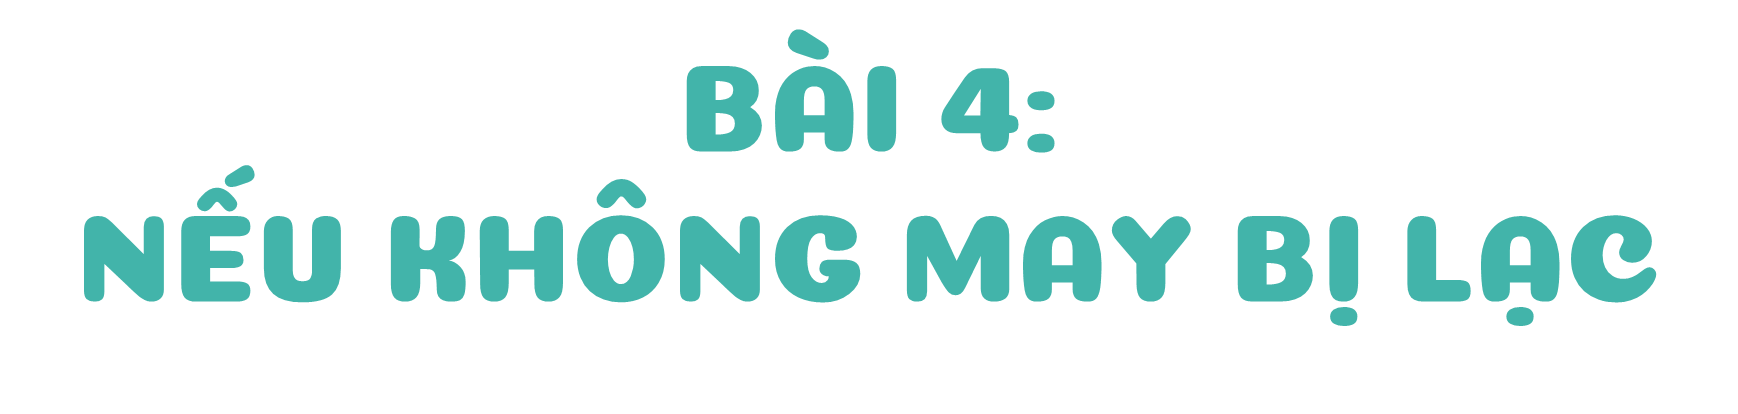 BÀI 4:
NẾU KHÔNG MAY BỊ LẠC